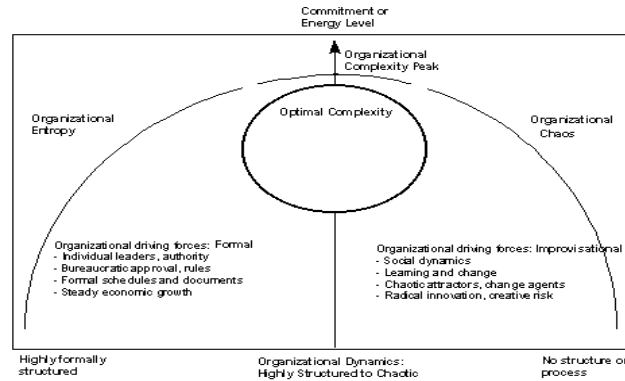 Commitment or
Energy Level
Organizational
Complexity Peak
Optimal Complexity
Organizational
Entropy
Organizational
Chaos
Organizational driving forces: Formal
- Individual leaders, authority
- Bureaucratic approval, rules
- Formal schedules and documents
- Steady economic growth
Organizational driving forces: Improvisational
- Social dynamics
- Learning and change
- Chaotic attractors, change agents
- Radical innovation, creative risk
Highly formally
structured
Organizational Dynamics:
Highly Structured to Chaotic
No structure or
process